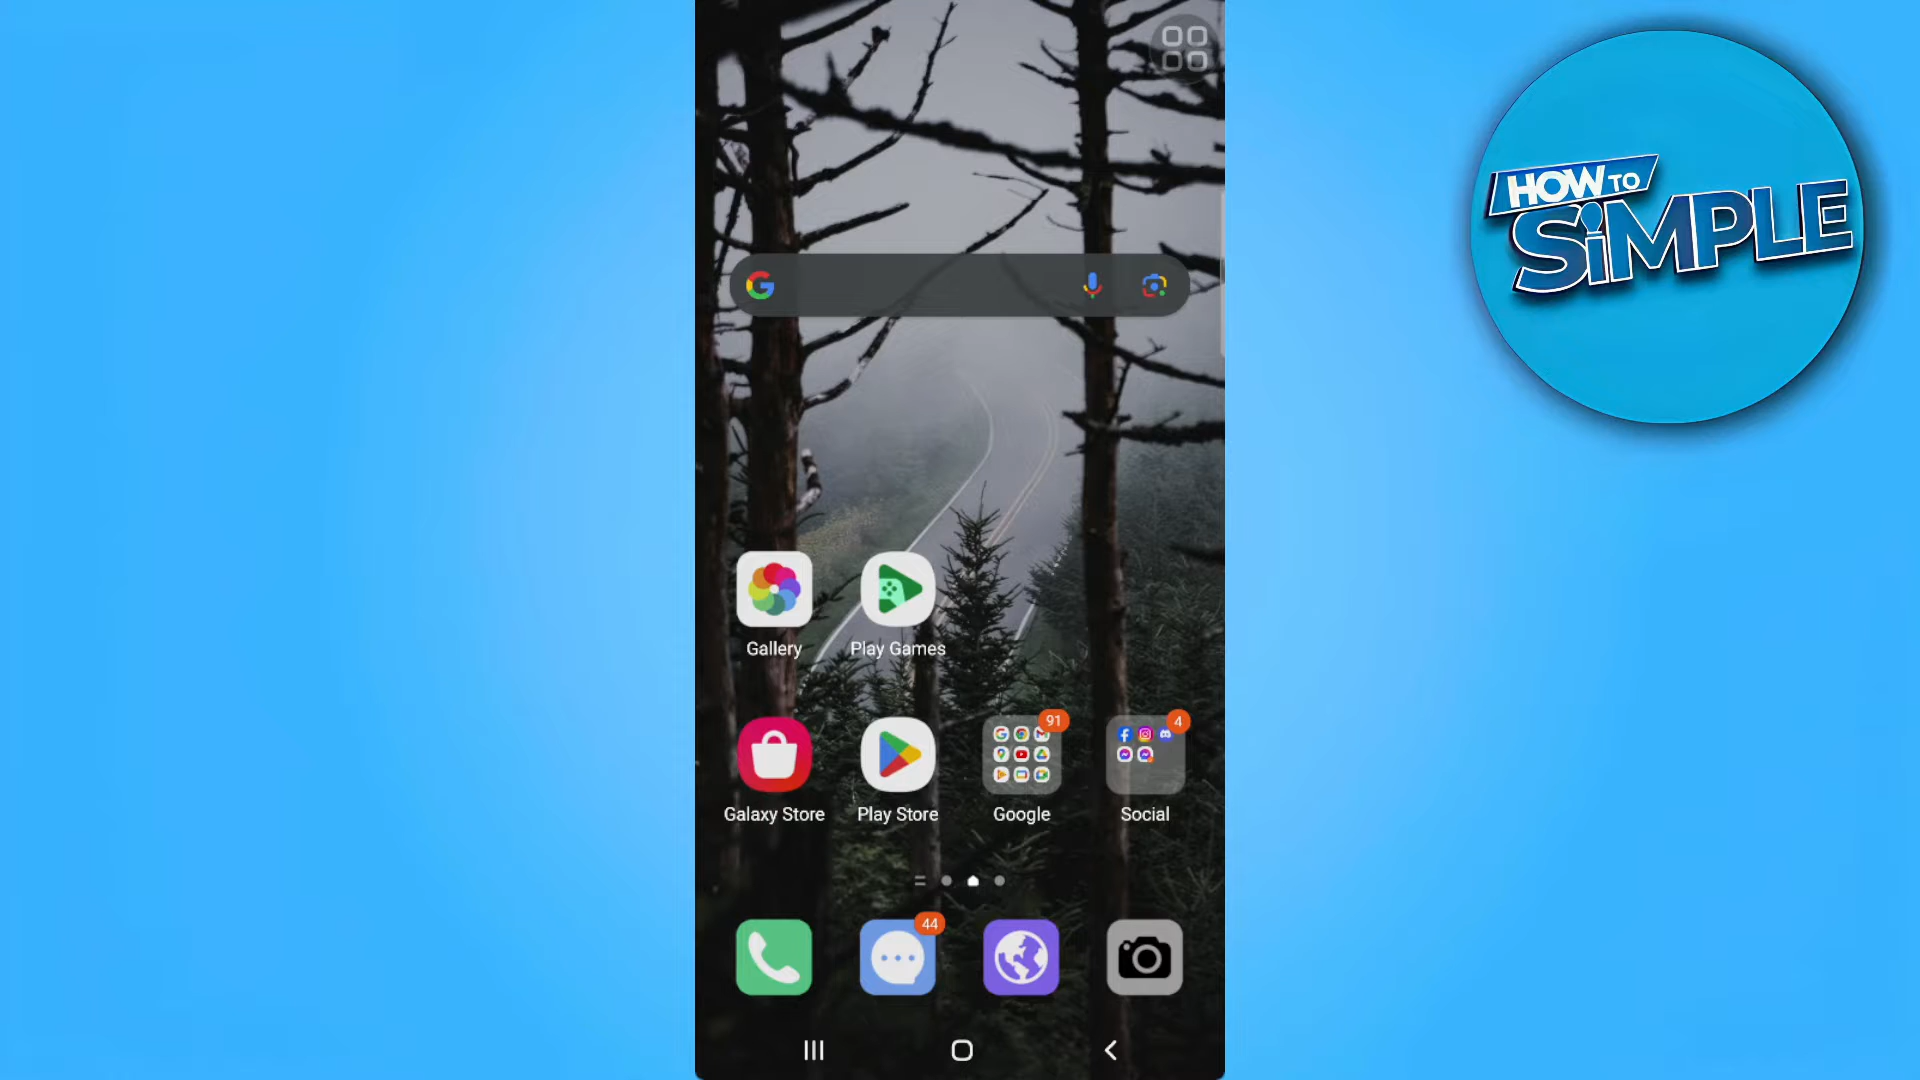 HOW TO
SiMPLE
Gallery
Play Games
91
4
Galaxy Store
Play Store
Google
Social
44